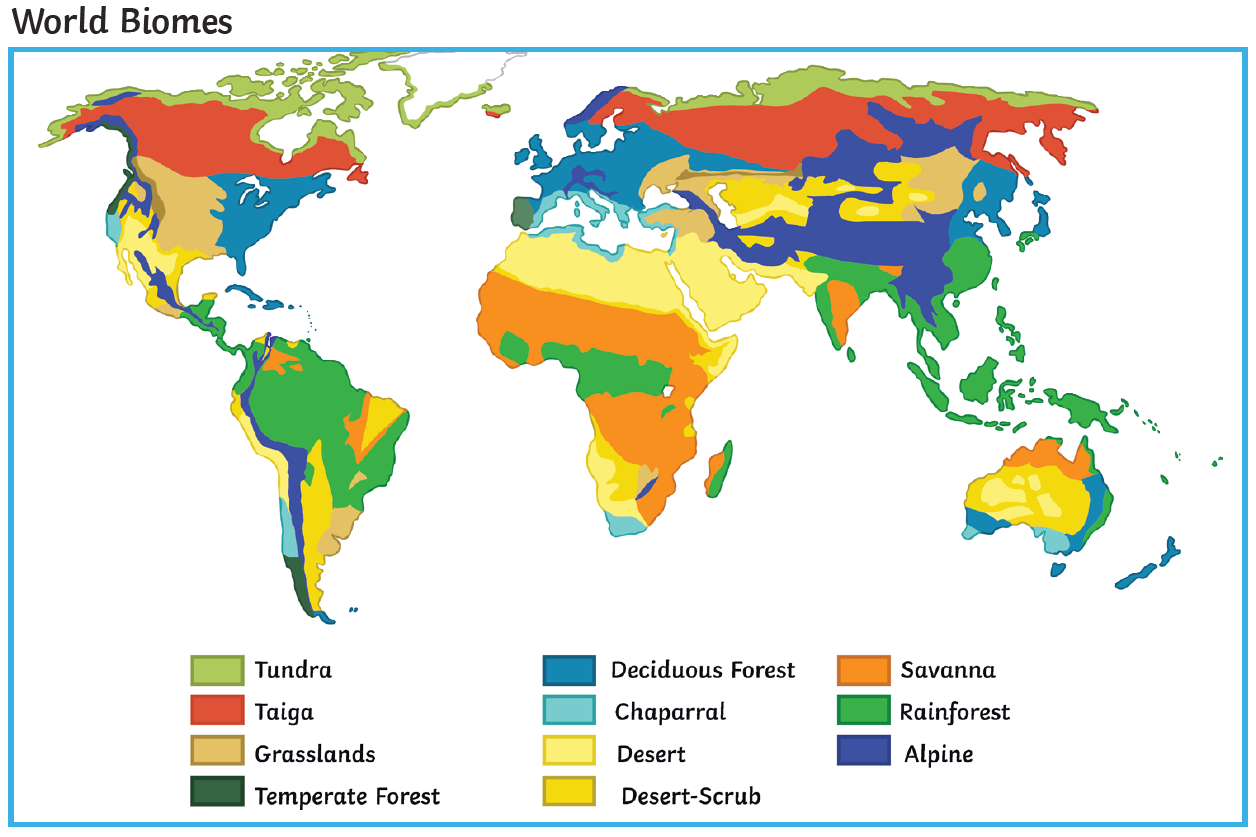 World Biomes
Tundra
Taiga
Grasslands
Temperate Forest
Deciduous Forest
Chaparral
Desert
Desert-Scrub
Savanna
Rainforest
Alpine